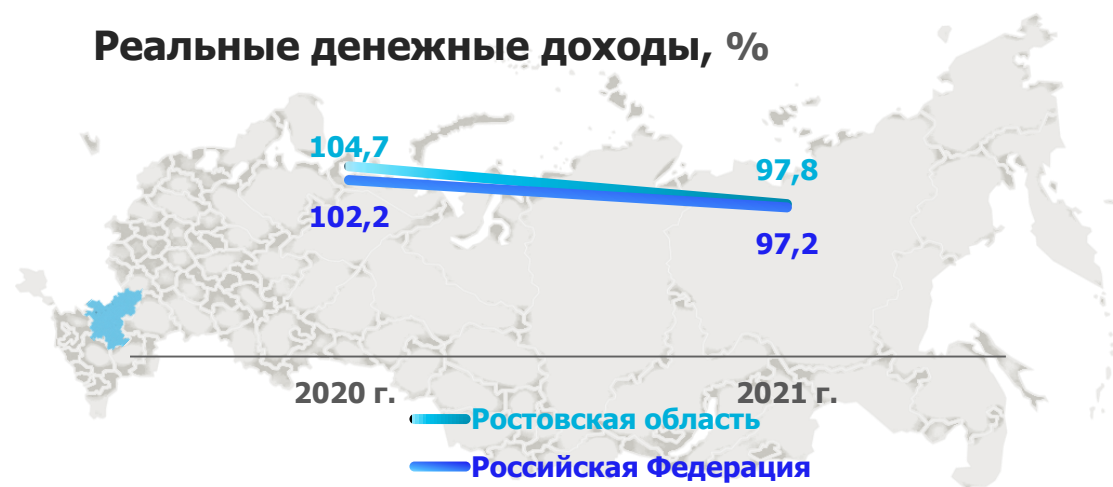 Реальные денежные доходы, %
104,7
97,8
102,2
97,2
2020 г.
2021 г.
Ростовская область
Российская Федерация